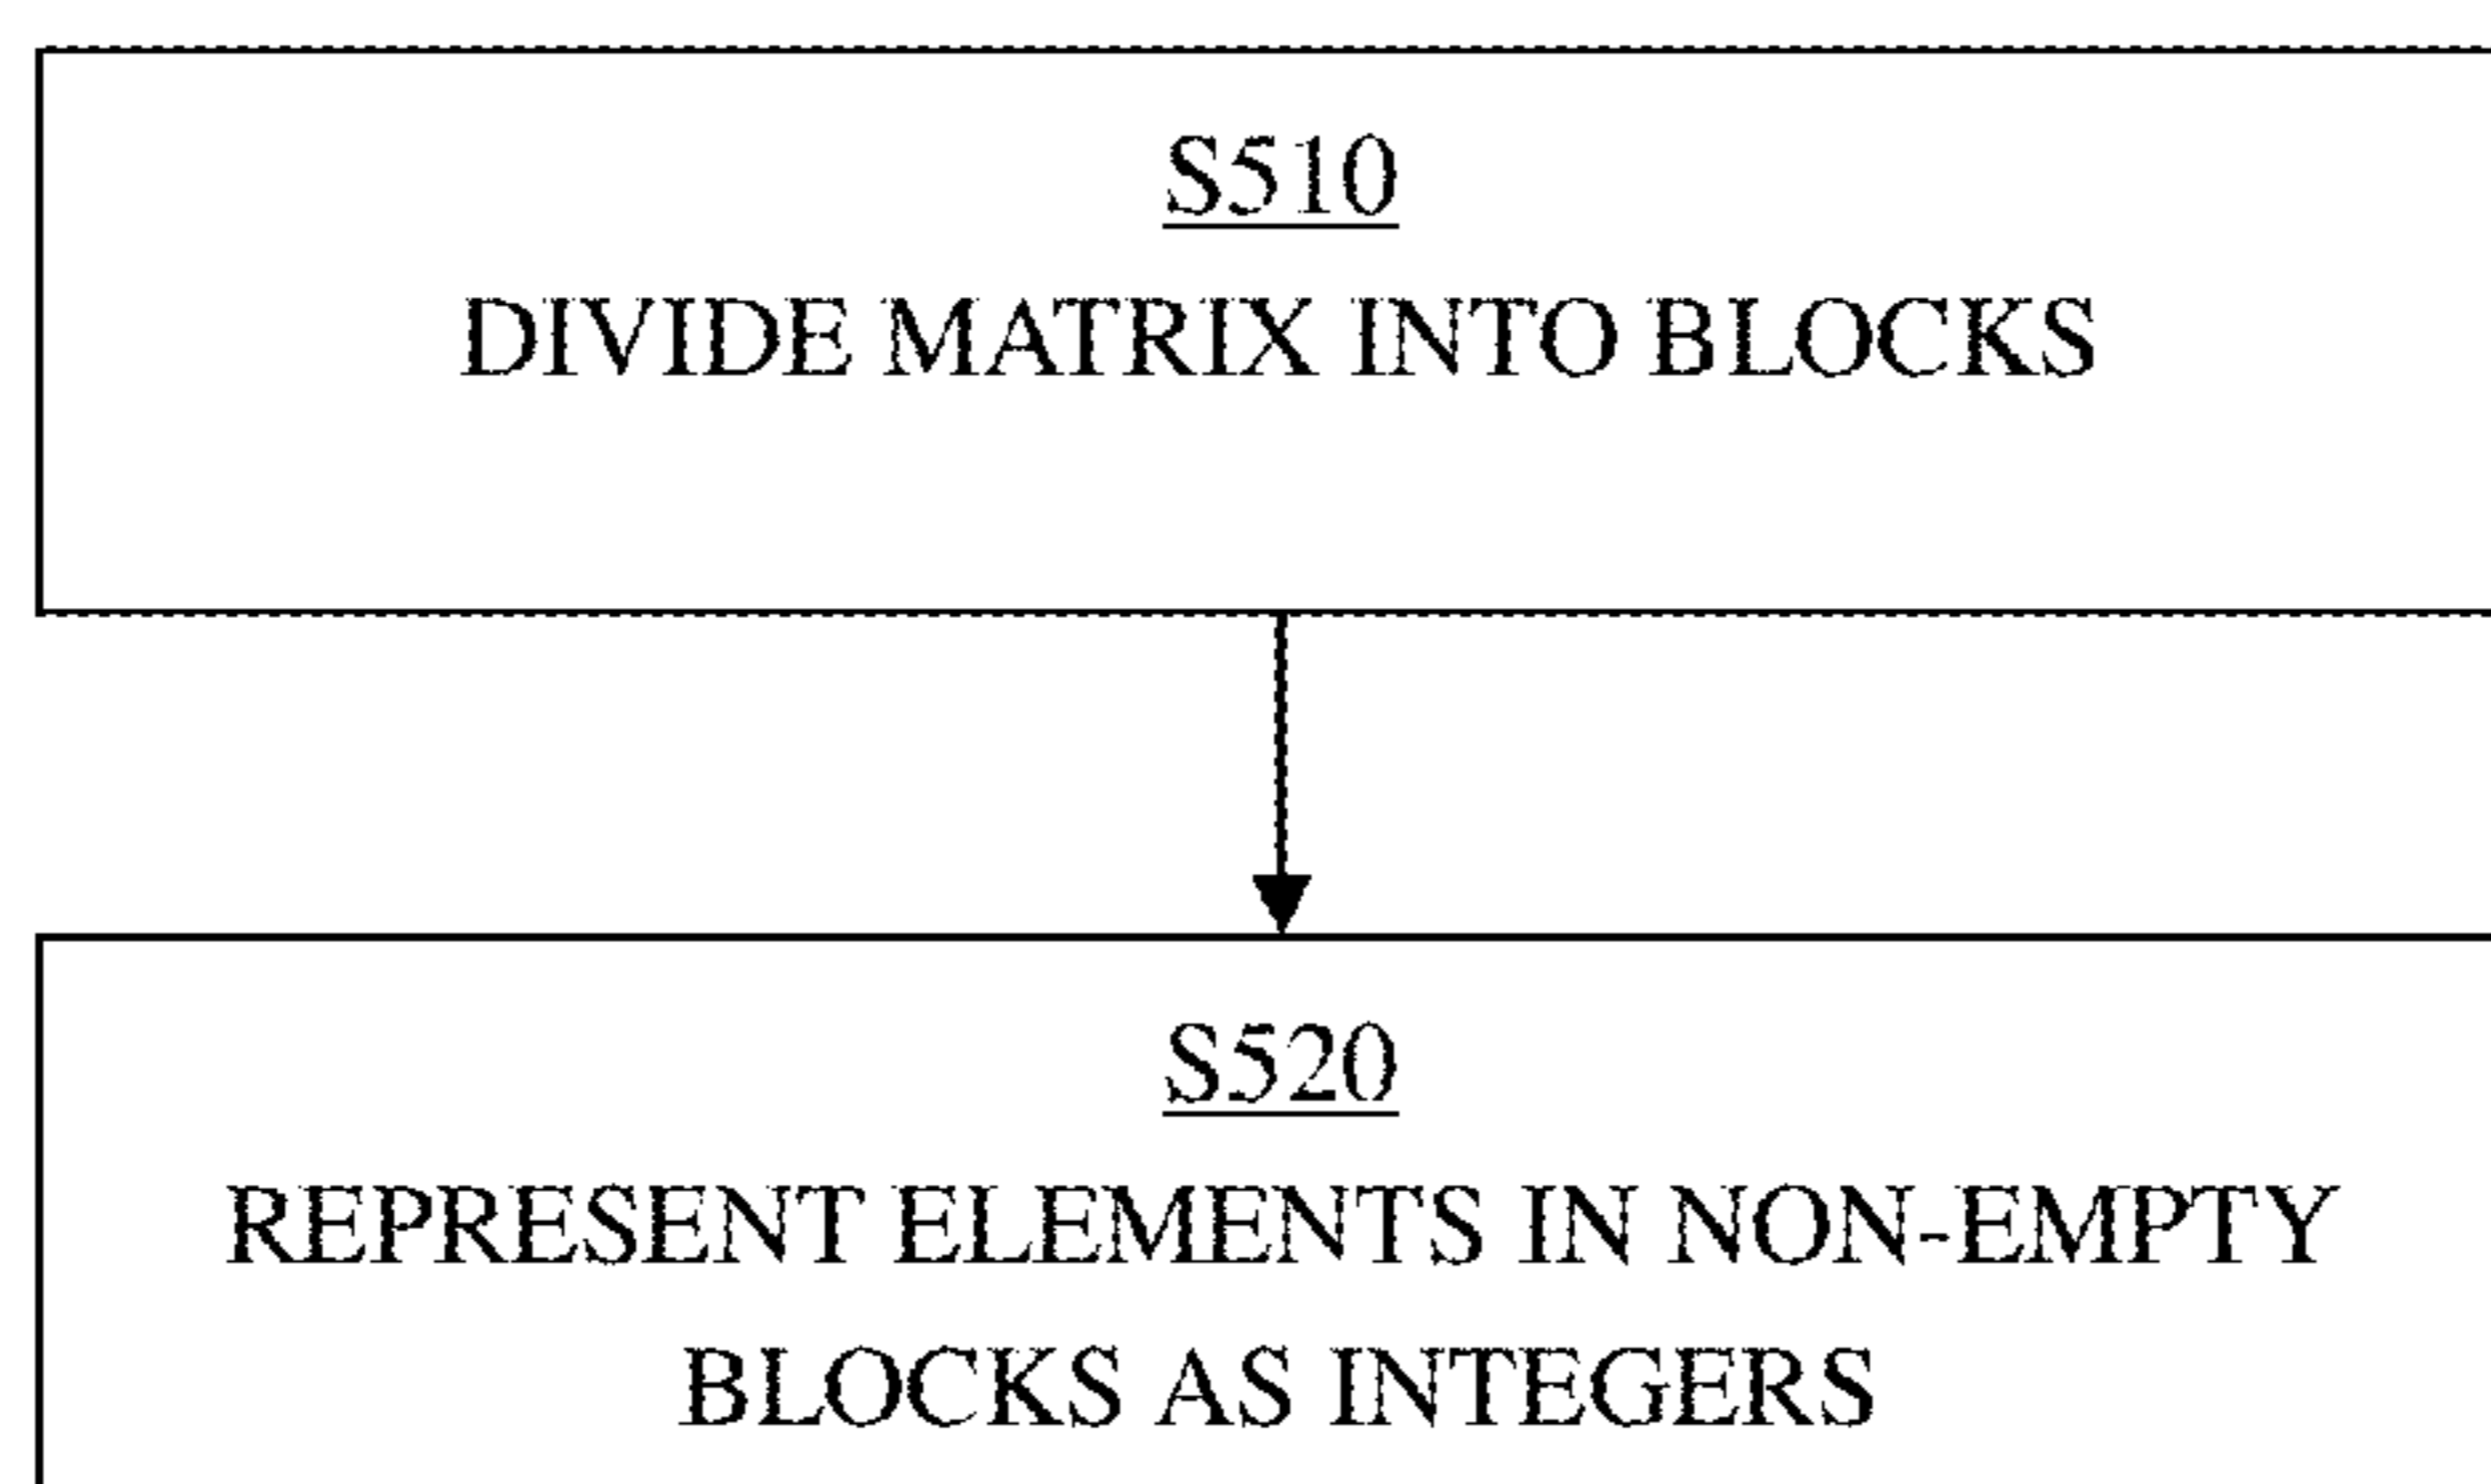 S510
DIVIDE MATRIX INTO BLOCKS
S520
REPRESENT ELEMENTS IN NON-EMPTY
BLOCKS AS INTEGERS